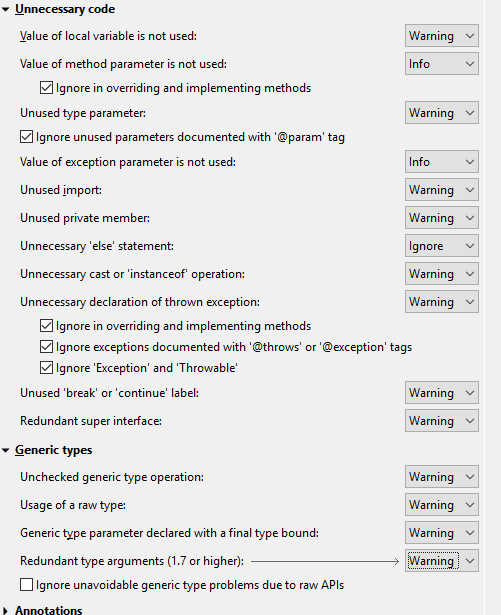 Unnecessary code
Value of local variable is not used: Warning
Value of method parameter is not used: Info
Ignore in overriding and implementing methods
Unused type parameter: Warning
Ignore unused parameters documented with '@param' tag
Value of exception parameter is not used: Info
Unused import: Warning
Unused private member: Warning
Unnecessary 'else' statement: Ignore
Unnecessary cast or 'instanceof' operation: Warning
Unnecessary declaration of thrown exception: Warning
Ignore in overriding and implementing methods
Ignore exceptions documented with '@throws' or '@exception' tags
Ignore 'Exception' and 'Throwable'
Unused 'break' or 'continue' label: Warning
Redundant super interface: Warning
Generic types
Unchecked generic type operation: Warning
Usage of a raw type: Warning
Generic type parameter declared with a final type bound: Warning
Redundant type arguments (1.7 or higher): Warning
Ignore unavoidable generic type problems due to raw APIs
Annotations